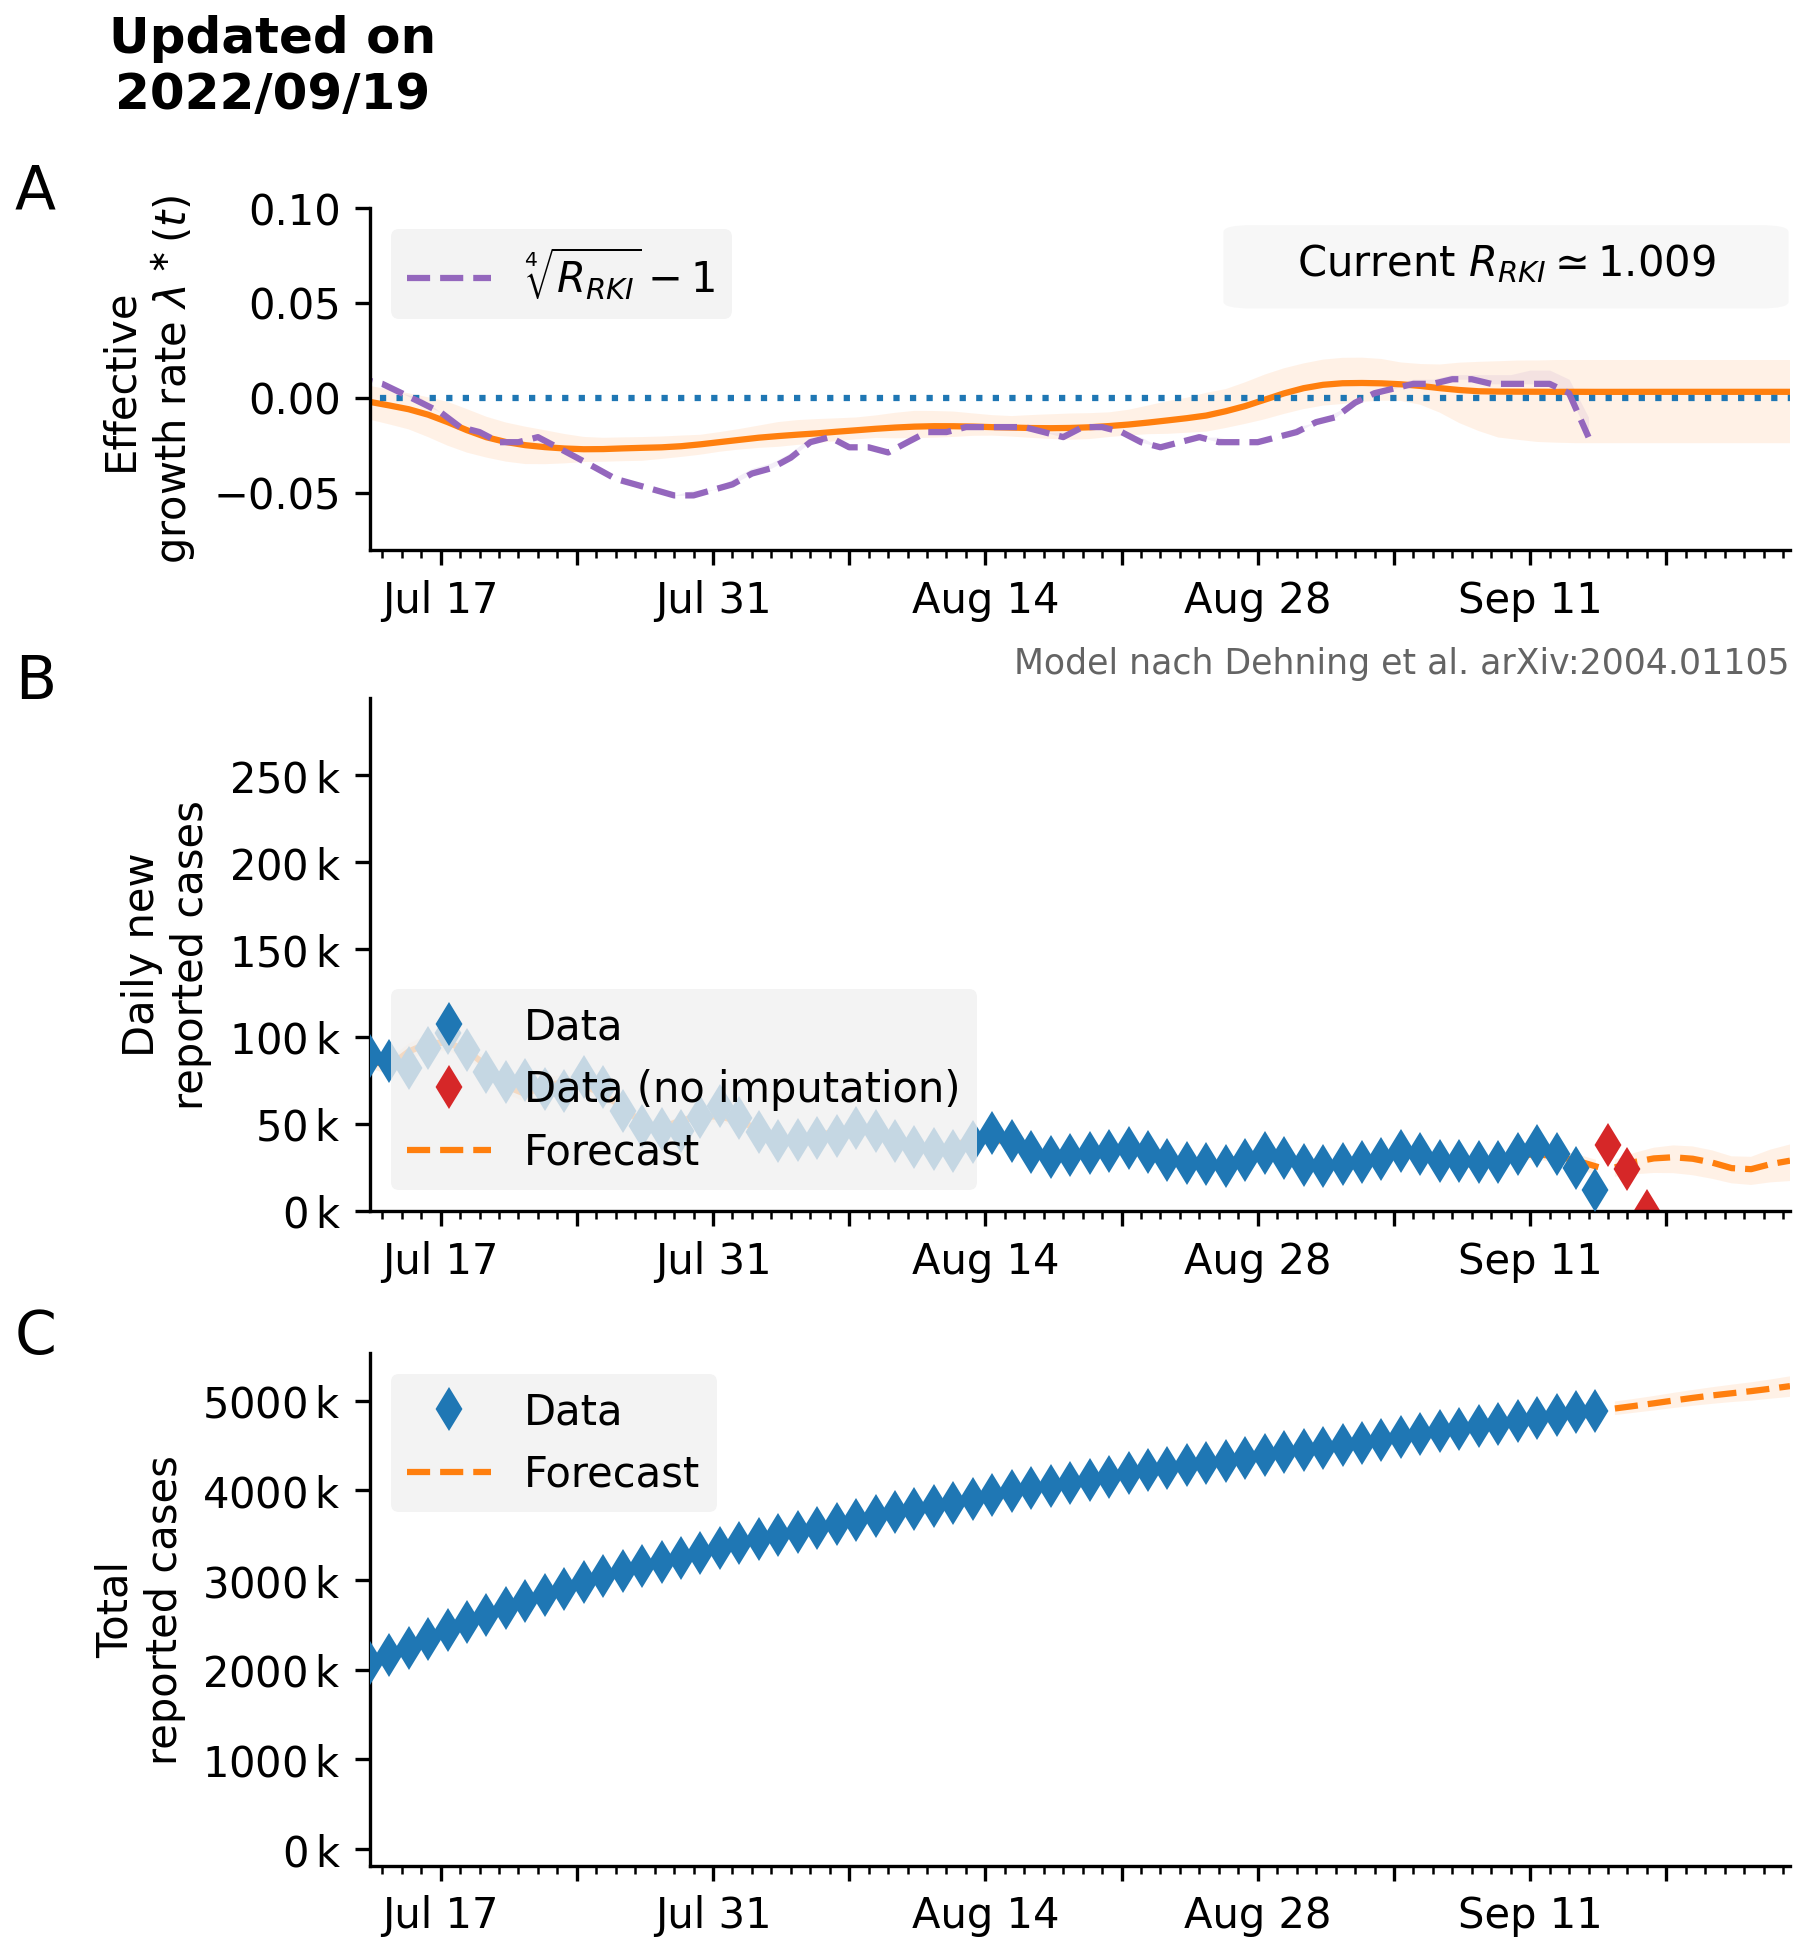 Updated on
2022/09/19
A
Effective
growth rate λ * (t)
0.10
0.05
0.00
−0.05
∜R_RKI − 1
Current R_RKI ≃ 1.009
Jul 17
Jul 31
Aug 14
Aug 28
Sep 11
Model nach Dehning et al. arXiv:2004.01105
B
Daily new
reported cases
250 k
200 k
150 k
100 k
50 k
0 k
Data
Data (no imputation)
Forecast
Jul 17
Jul 31
Aug 14
Aug 28
Sep 11
C
Total
reported cases
5000 k
4000 k
3000 k
2000 k
1000 k
0 k
Data
Forecast
Jul 17
Jul 31
Aug 14
Aug 28
Sep 11